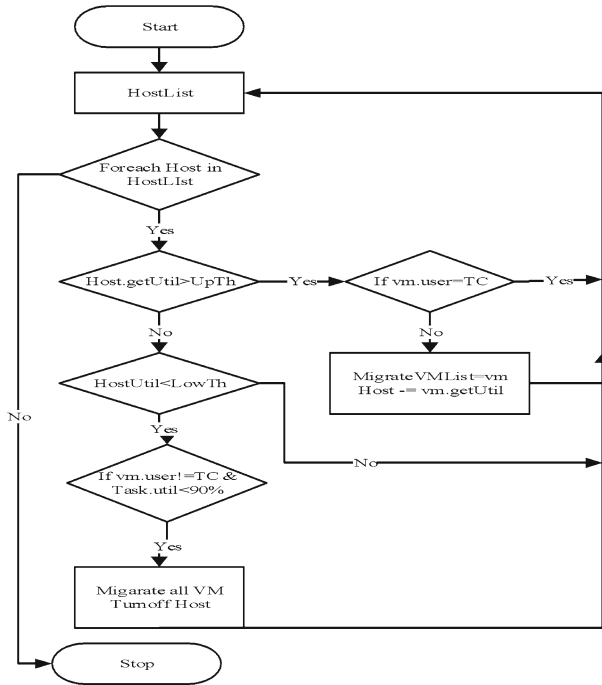 Start
HostList
Foreach Host in
HostLIst
Yes
Host.getUtil>UpTh
Yes
If vm.user=TC
Yes
No
No
HostUtil<LowTh
MigrateVMList=vm
Host -= vm.getUtil
No
Yes
No
If vm.user!=TC &
Task.util<90%
Yes
Migarate all VM
Turnoff Host
Stop